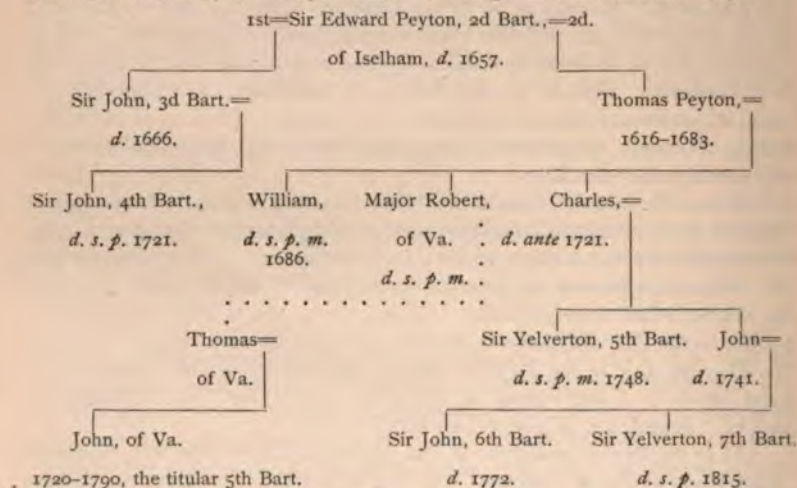 1st=Sir Edward Peyton, 2d Bart.,=2d.
of Iselham, d. 1657.
Sir John, 3d Bart.= Thomas Peyton,=
d. 1666. 1616–1683.
Sir John, 4th Bart., William, Major Robert, Charles,=
d. s. p. 1721. d. s. p. m. of Va. d. ante 1721.
1686.
d. s. p. m.
Thomas= Sir Yelverton, 5th Bart. John=
of Va. d. s. p. m. 1748. d. 1741.
John, of Va. Sir John, 6th Bart. Sir Yelverton, 7th Bart.
1720–1790, the titular 5th Bart. d. 1772. d. s. p. 1815.